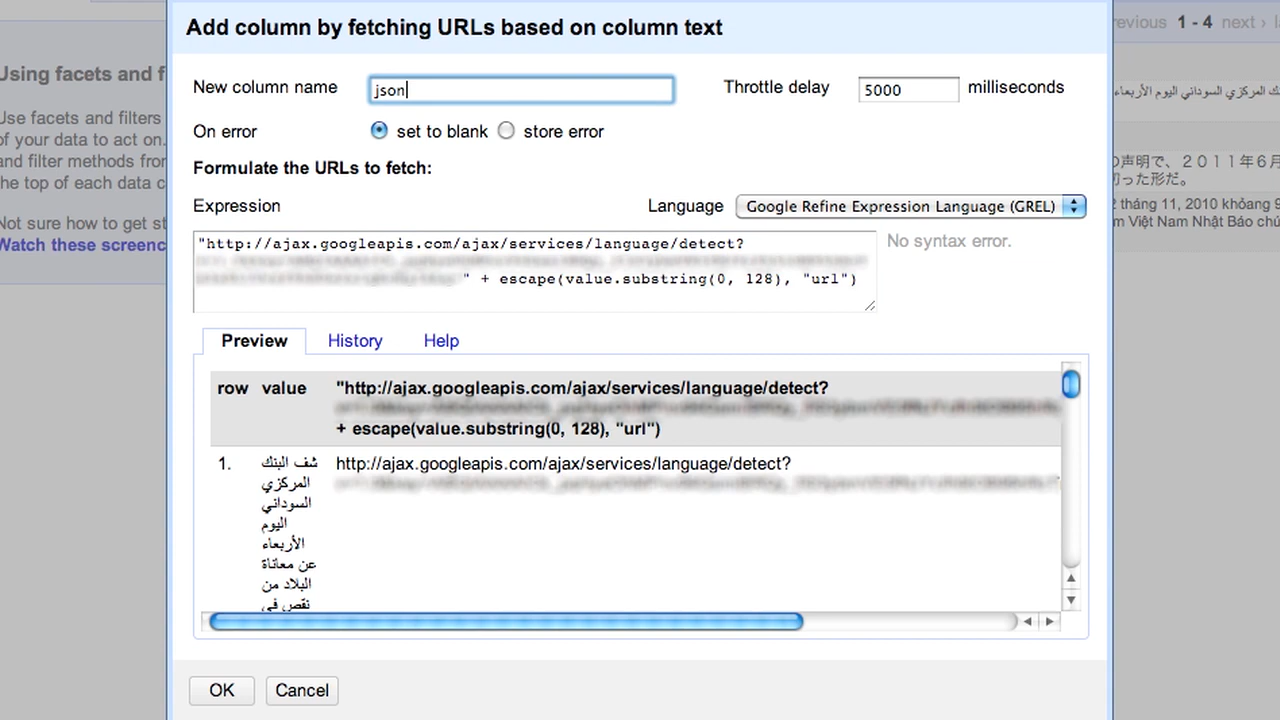 Add column by fetching URLs based on column text
revious 1 - 4 next ›
New column name json Throttle delay 5000 milliseconds
On error set to blank store error
Formulate the URLs to fetch:
Expression Language Google Refine Expression Language (GREL)
"http://ajax.googleapis.com/ajax/services/language/detect?
" + escape(value.substring(0, 128), "url")
No syntax error.
Preview History Help
row value "http://ajax.googleapis.com/ajax/services/language/detect?
+ escape(value.substring(0, 128), "url")
1. شف البنك http://ajax.googleapis.com/ajax/services/language/detect?
المركزي
السوداني
اليوم
الأربعاء
عن معاناة
البلاد من
نقص في
OK Cancel
Using facets and f
Use facets and filters
of your data to act on.
and filter methods from
the top of each data c
Not sure how to get st
Watch these screenc
ك المركزي السوداني اليوم الأربعاء
の声明で、２０１１年６月
った形だ。
2 tháng 11, 2010 khoảng 9
m Việt Nam Nhật Báo chú